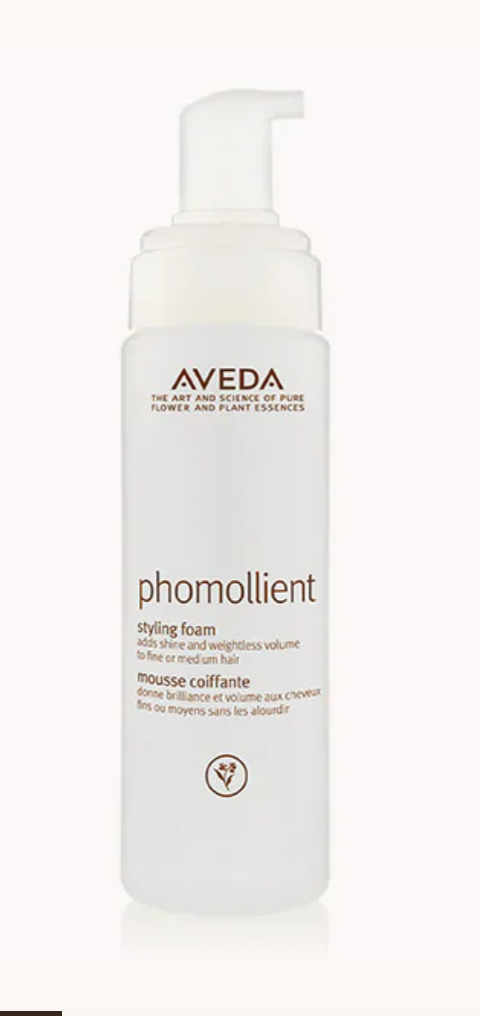 AVEDA
THE ART AND SCIENCE OF PURE
FLOWER AND PLANT ESSENCES
phomollient
styling foam
adds shine and weightless volume
to fine or medium hair
mousse coiffante
donne brilliance et volume aux cheveux
fins ou moyens sans les alourdir